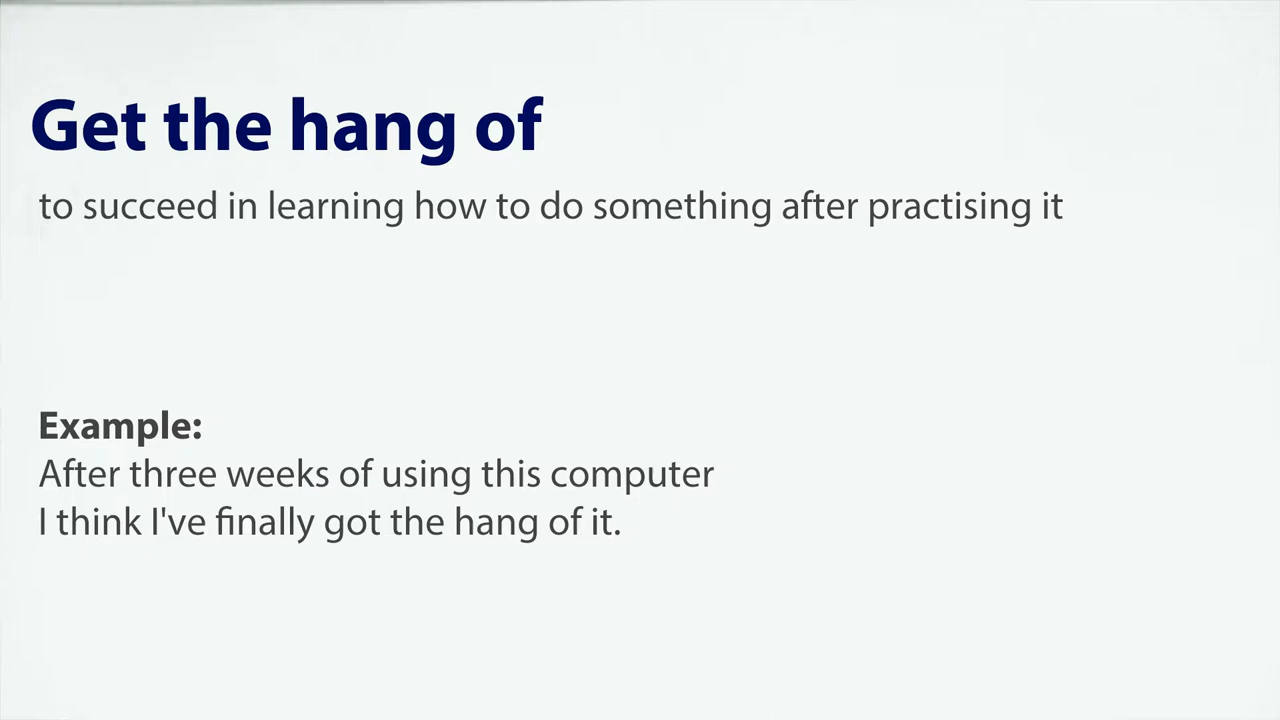 Get the hang of
to succeed in learning how to do something after practising it
Example:
After three weeks of using this computer
I think I've finally got the hang of it.